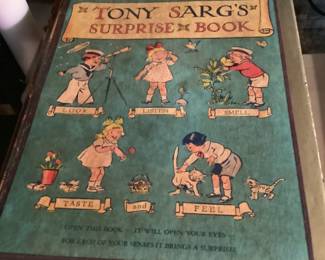 TONY SARG'S
SURPRISE BOOK
LOOK LISTEN SMELL
TASTE and FEEL
OPEN THIS BOOK - IT WILL OPEN YOUR EYES -
FOR EACH OF YOUR SENSES IT BRINGS A SURPRISE